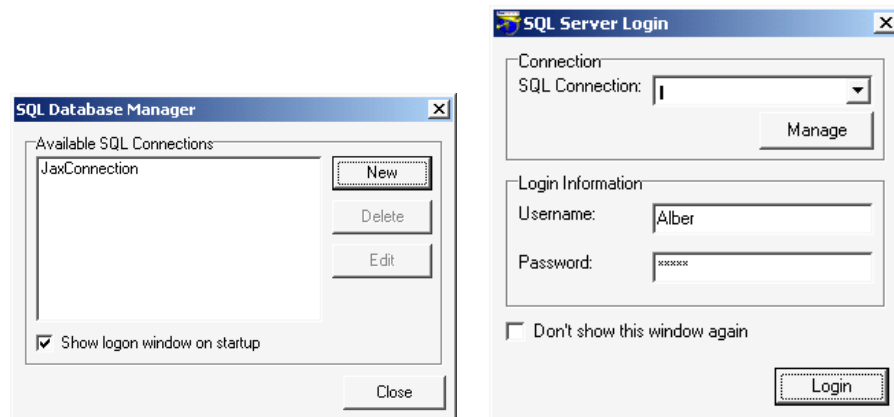 SQL Database Manager
Available SQL Connections
JaxConnection
New
Delete
Edit
Show logon window on startup
Close
SQL Server Login
Connection
SQL Connection:
Manage
Login Information
Username: Alber
Password: *****
Don't show this window again
Login